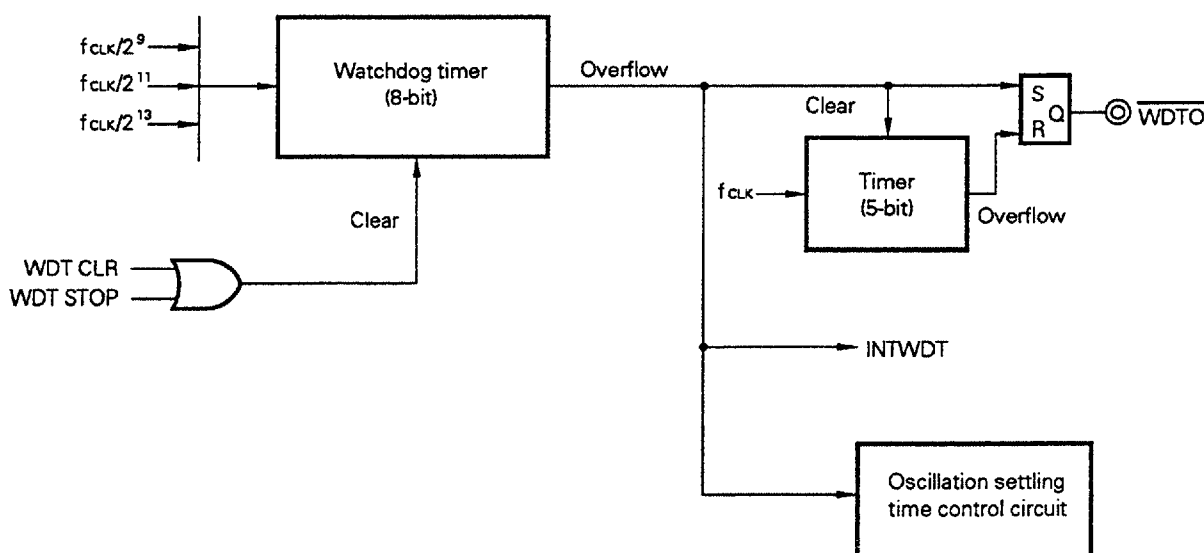 fCLK/2⁹
fCLK/2¹¹
fCLK/2¹³
Watchdog timer
(8-bit)
Overflow
Clear
S
R
Q
WDTO
fCLK
Timer
(5-bit)
Overflow
Clear
WDT CLR
WDT STOP
INTWDT
Oscillation settling
time control circuit